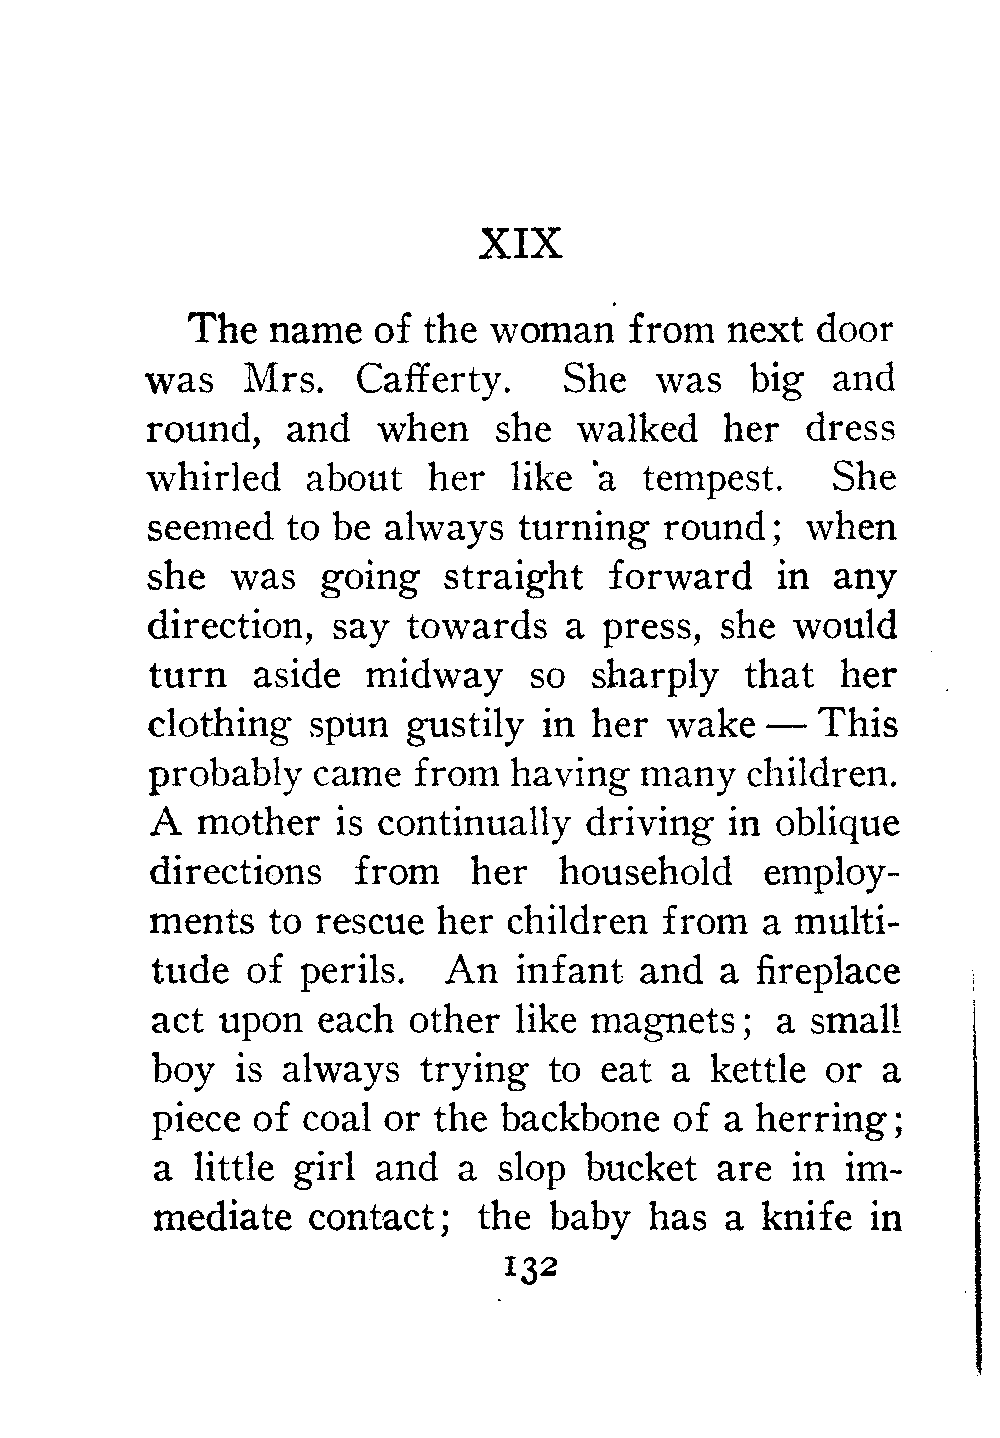 XIX
The name of the woman from next door
was Mrs. Cafferty. She was big and
round, and when she walked her dress
whirled about her like a tempest. She
seemed to be always turning round; when
she was going straight forward in any
direction, say towards a press, she would
turn aside midway so sharply that her
clothing spun gustily in her wake — This
probably came from having many children.
A mother is continually driving in oblique
directions from her household employ-
ments to rescue her children from a multi-
tude of perils. An infant and a fireplace
act upon each other like magnets; a small
boy is always trying to eat a kettle or a
piece of coal or the backbone of a herring;
a little girl and a slop bucket are in im-
mediate contact; the baby has a knife in
132